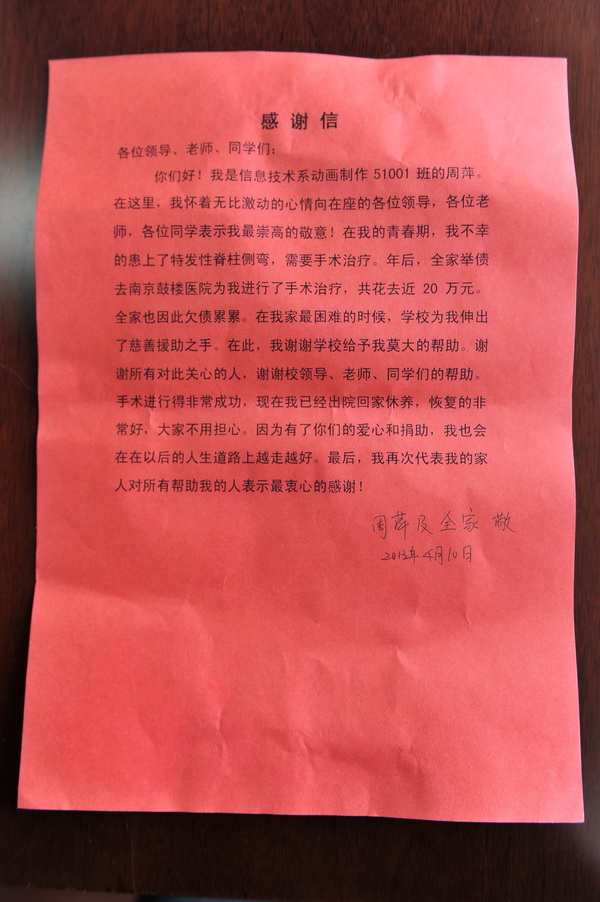 感谢信
各位领导、老师、同学们：
你们好！我是信息技术系动画制作 51001 班的周萍。
在这里，我怀着无比激动的心情向在座的各位领导，各位老
师，各位同学表示我最崇高的敬意！在我的青春期，我不幸
的患上了特发性脊柱侧弯，需要手术治疗。年后，全家举债
去南京鼓楼医院为我进行了手术治疗，共花去近 20 万元。
全家也因此欠债累累。在我家最困难的时候，学校为我伸出
了慈善援助之手。在此，我谢谢学校给予我莫大的帮助。谢
谢所有对此关心的人，谢谢校领导、老师、同学们的帮助。
手术进行得非常成功，现在我已经出院回家休养，恢复的非
常好，大家不用担心。因为有了你们的爱心和捐助，我也会
在在以后的人生道路上越走越好。最后，我再次代表我的家
人对所有帮助我的人表示最衷心的感谢！
周萍及全家 敬
2013年4月10日